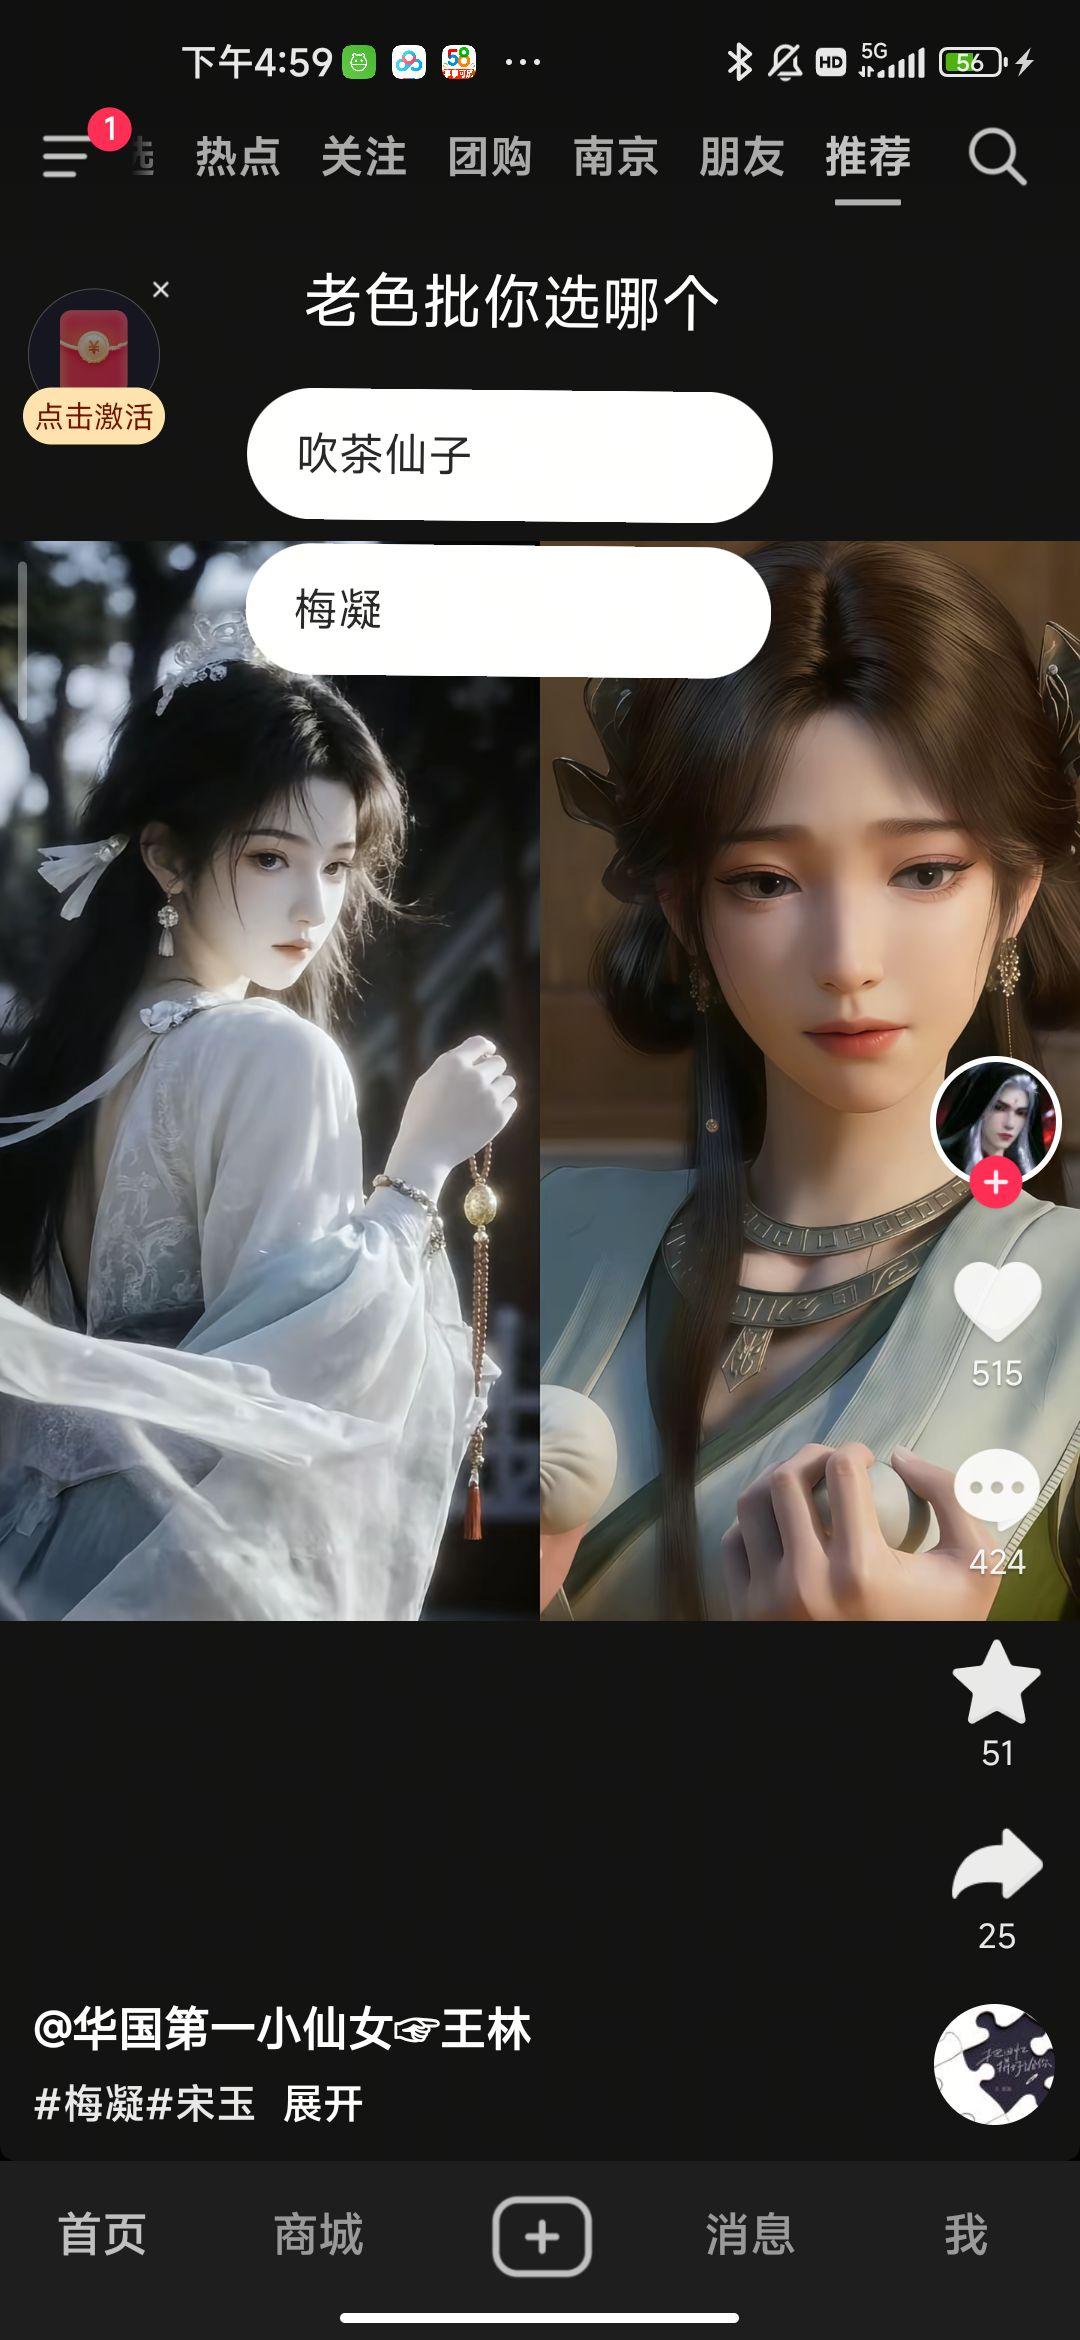 下午4:59
58
HD
5G
56
1
选 热点 关注 团购 南京 朋友 推荐
老色批你选哪个
点击激活
吹茶仙子
梅凝
515
424
51
25
@华国第一小仙女☞王林
#梅凝#宋玉 展开
首页 商城 消息 我